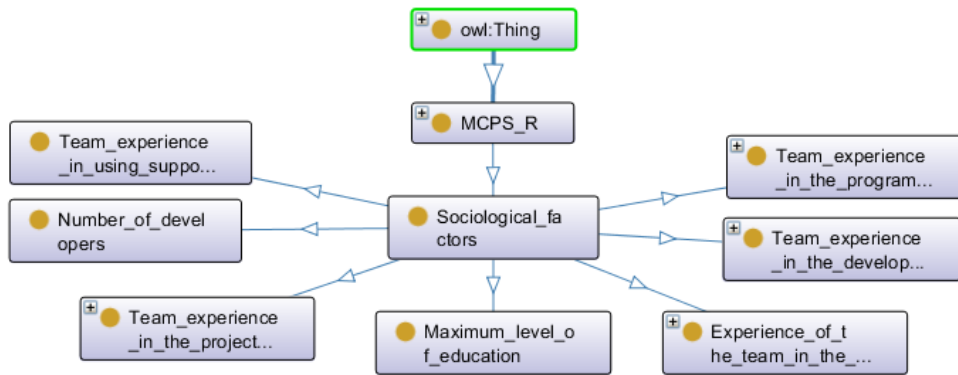 owl:Thing
MCPS_R
Team_experience
_in_using_suppo...
Team_experience
_in_the_program...
Sociological_fa
ctors
Number_of_devel
opers
Team_experience
_in_the_develop...
Team_experience
_in_the_project...
Maximum_level_o
f_education
Experience_of_t
he_team_in_the_...